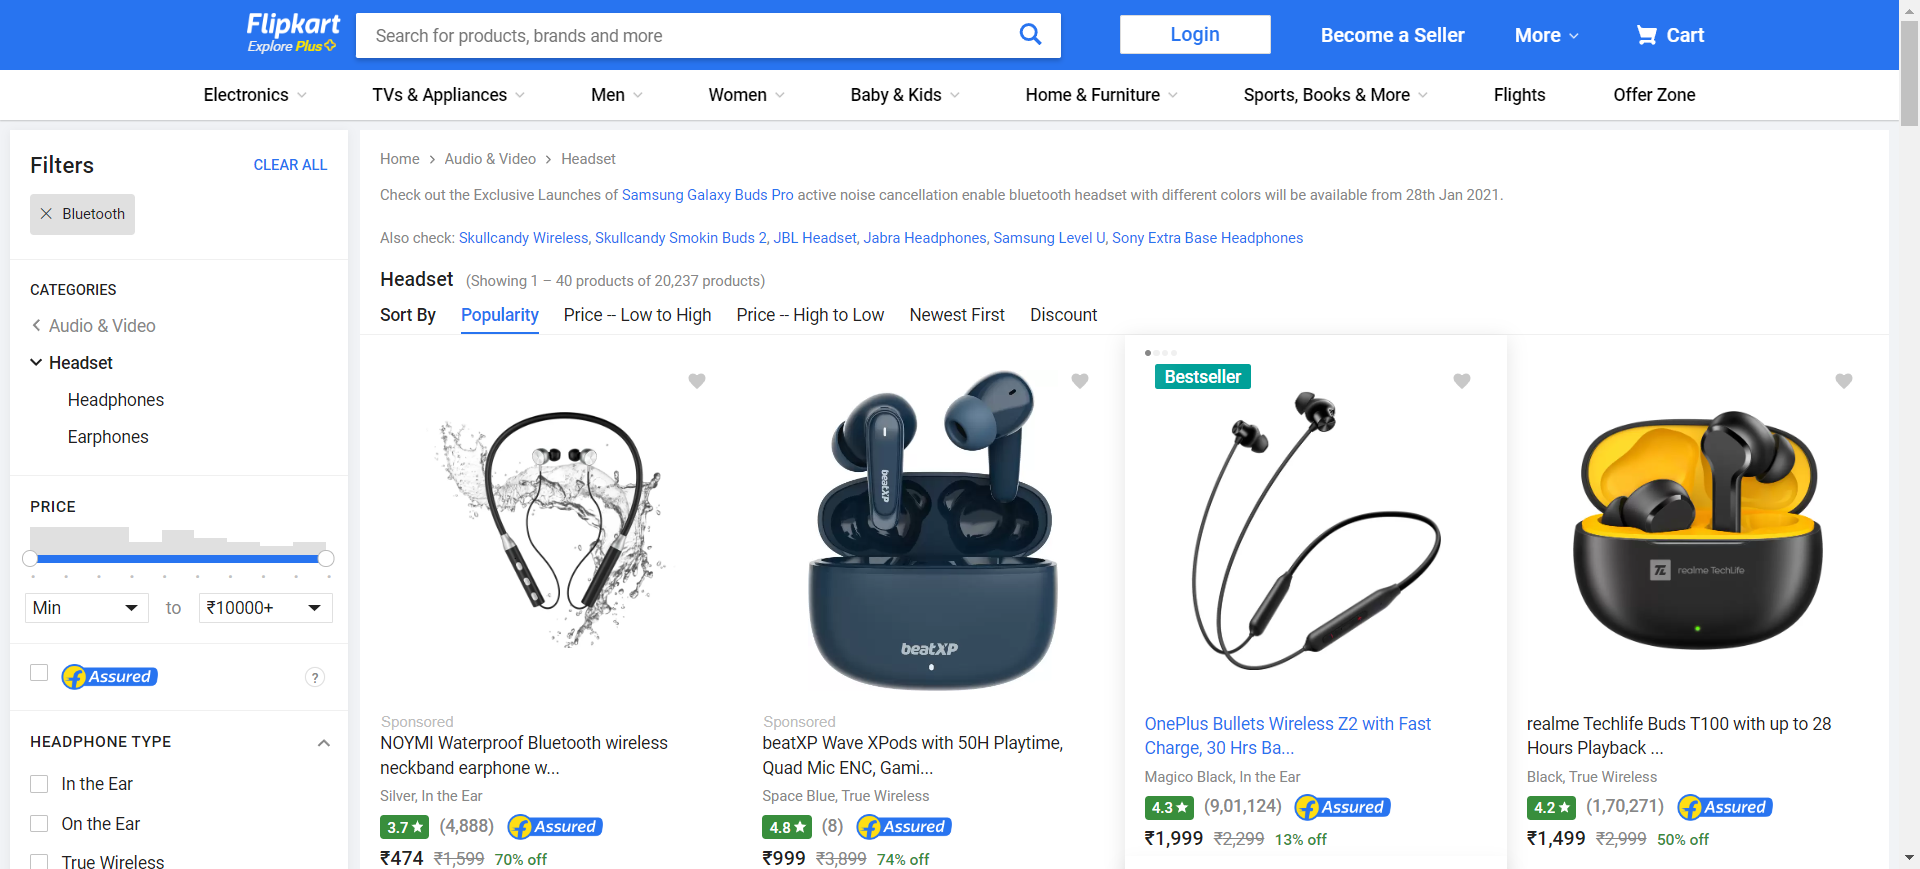 Flipkart
Explore Plus
Search for products, brands and more
Login
Become a Seller
More
Cart
Electronics
TVs & Appliances
Men
Women
Baby & Kids
Home & Furniture
Sports, Books & More
Flights
Offer Zone
Filters
CLEAR ALL
Bluetooth
CATEGORIES
Audio & Video
Headset
Headphones
Earphones
PRICE
Min
to
₹10000+
Assured
?
HEADPHONE TYPE
In the Ear
On the Ear
True Wireless
Home
Audio & Video
Headset
Check out the Exclusive Launches of Samsung Galaxy Buds Pro active noise cancellation enable bluetooth headset with different colors will be available from 28th Jan 2021.
Also check: Skullcandy Wireless, Skullcandy Smokin Buds 2, JBL Headset, Jabra Headphones, Samsung Level U, Sony Extra Base Headphones
Headset (Showing 1 – 40 products of 20,237 products)
Sort By
Popularity
Price -- Low to High
Price -- High to Low
Newest First
Discount
Sponsored
NOYMI Waterproof Bluetooth wireless
neckband earphone w...
Silver, In the Ear
3.7 ★ (4,888) Assured
₹474 ₹1,599 70% off
beatXP
beatXP
Sponsored
beatXP Wave XPods with 50H Playtime,
Quad Mic ENC, Gami...
Space Blue, True Wireless
4.8 ★ (8) Assured
₹999 ₹3,899 74% off
Bestseller
OnePlus Bullets Wireless Z2 with Fast
Charge, 30 Hrs Ba...
Magico Black, In the Ear
4.3 ★ (9,01,124) Assured
₹1,999 ₹2,299 13% off
TL realme TechLife
realme Techlife Buds T100 with up to 28
Hours Playback ...
Black, True Wireless
4.2 ★ (1,70,271) Assured
₹1,499 ₹2,999 50% off